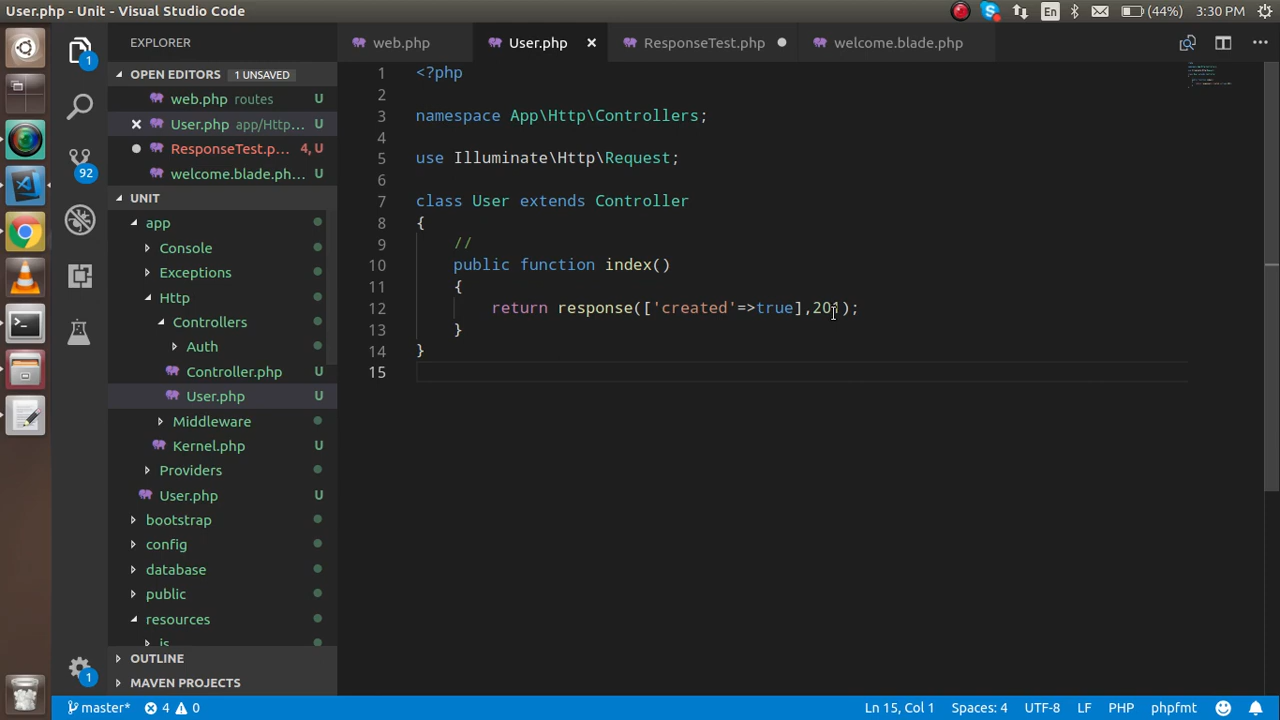 User.php - Unit - Visual Studio Code
En
(44%)
3:30 PM
EXPLORER
web.php
User.php
ResponseTest.php
welcome.blade.php
OPEN EDITORS 1 UNSAVED
web.php routes U
User.php app/Http... U
ResponseTest.p... 4, U
welcome.blade.ph... U
UNIT
app
Console
Exceptions
Http
Controllers
Auth
Controller.php U
User.php U
Middleware
Kernel.php U
Providers
User.php U
bootstrap
config
database
public
resources
js
OUTLINE
MAVEN PROJECTS
1
92
1
1 <?php
2
3 namespace App\Http\Controllers;
4
5 use Illuminate\Http\Request;
6
7 class User extends Controller
8 {
9 //
10 public function index()
11 {
12 return response(['created'=>true],201);
13 }
14 }
15
master*
4
0
Ln 15, Col 1
Spaces: 4
UTF-8
LF
PHP
phpfmt